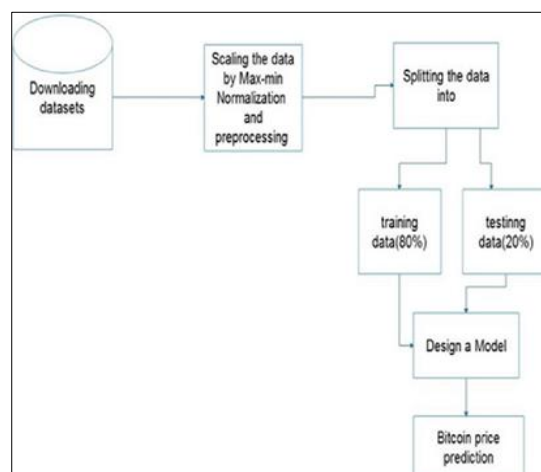 Downloading
datasets
Scaling the data
by Max-min
Normalization
and
preprocessing
Splitting the data
into
training
data(80%)
testinng
data(20%)
Design a Model
Bitcoin price
prediction